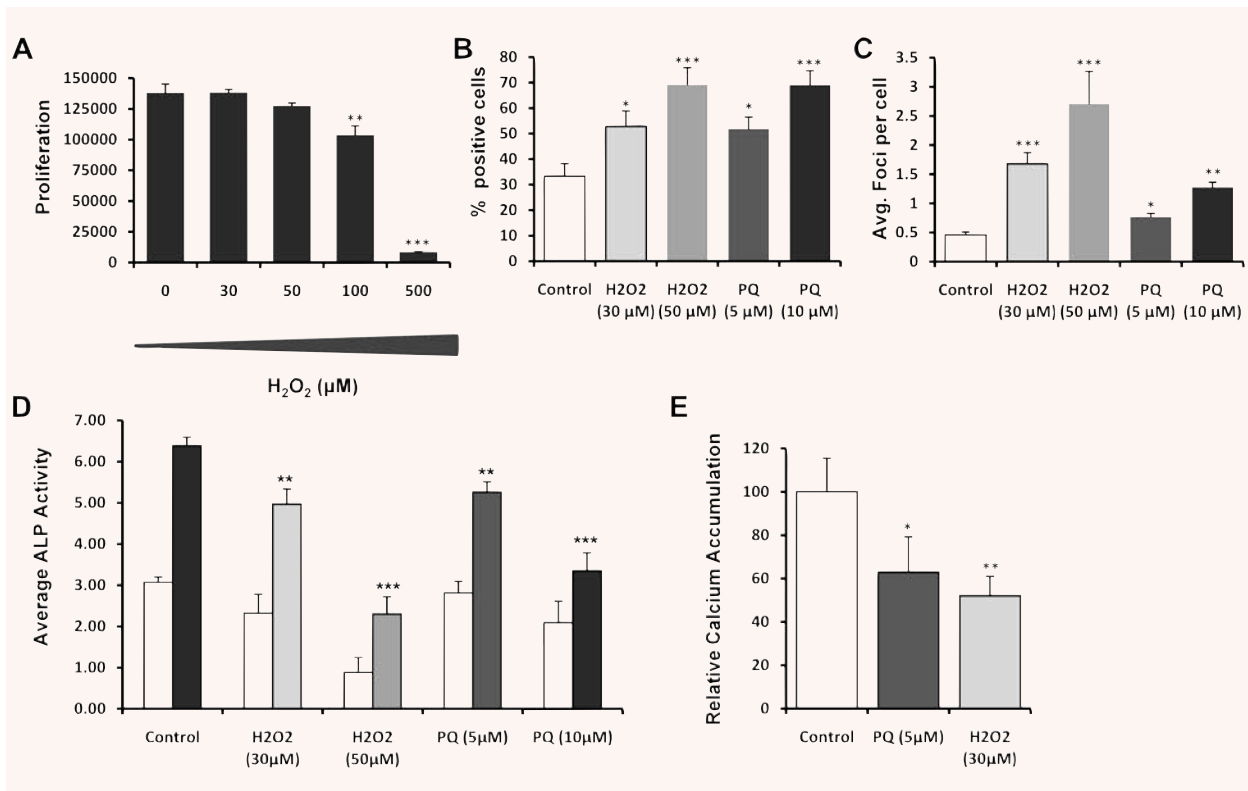 A
150000
125000
100000
75000
50000
25000
0
Proliferation
**
***
0 30 50 100 500
H₂O₂ (µM)
B
80
70
60
50
40
30
20
10
0
% positive cells
*
***
*
***
Control H2O2 H2O2 PQ PQ
(30 µM) (50 µM) (5 µM) (10 µM)
C
3.5
3
2.5
2
1.5
1
0.5
0
Avg. Foci per cell
***
***
*
**
Control H2O2 H2O2 PQ PQ
(30 µM) (50 µM) (5 µM) (10 µM)
D
7.00
6.00
5.00
4.00
3.00
2.00
1.00
0.00
Average ALP Activity
**
***
**
***
Control H2O2 H2O2 PQ (5µM) PQ (10µM)
(30µM) (50µM)
E
120
100
80
60
40
20
0
Relative Calcium Accumulation
*
**
Control PQ (5µM) H2O2
(30µM)